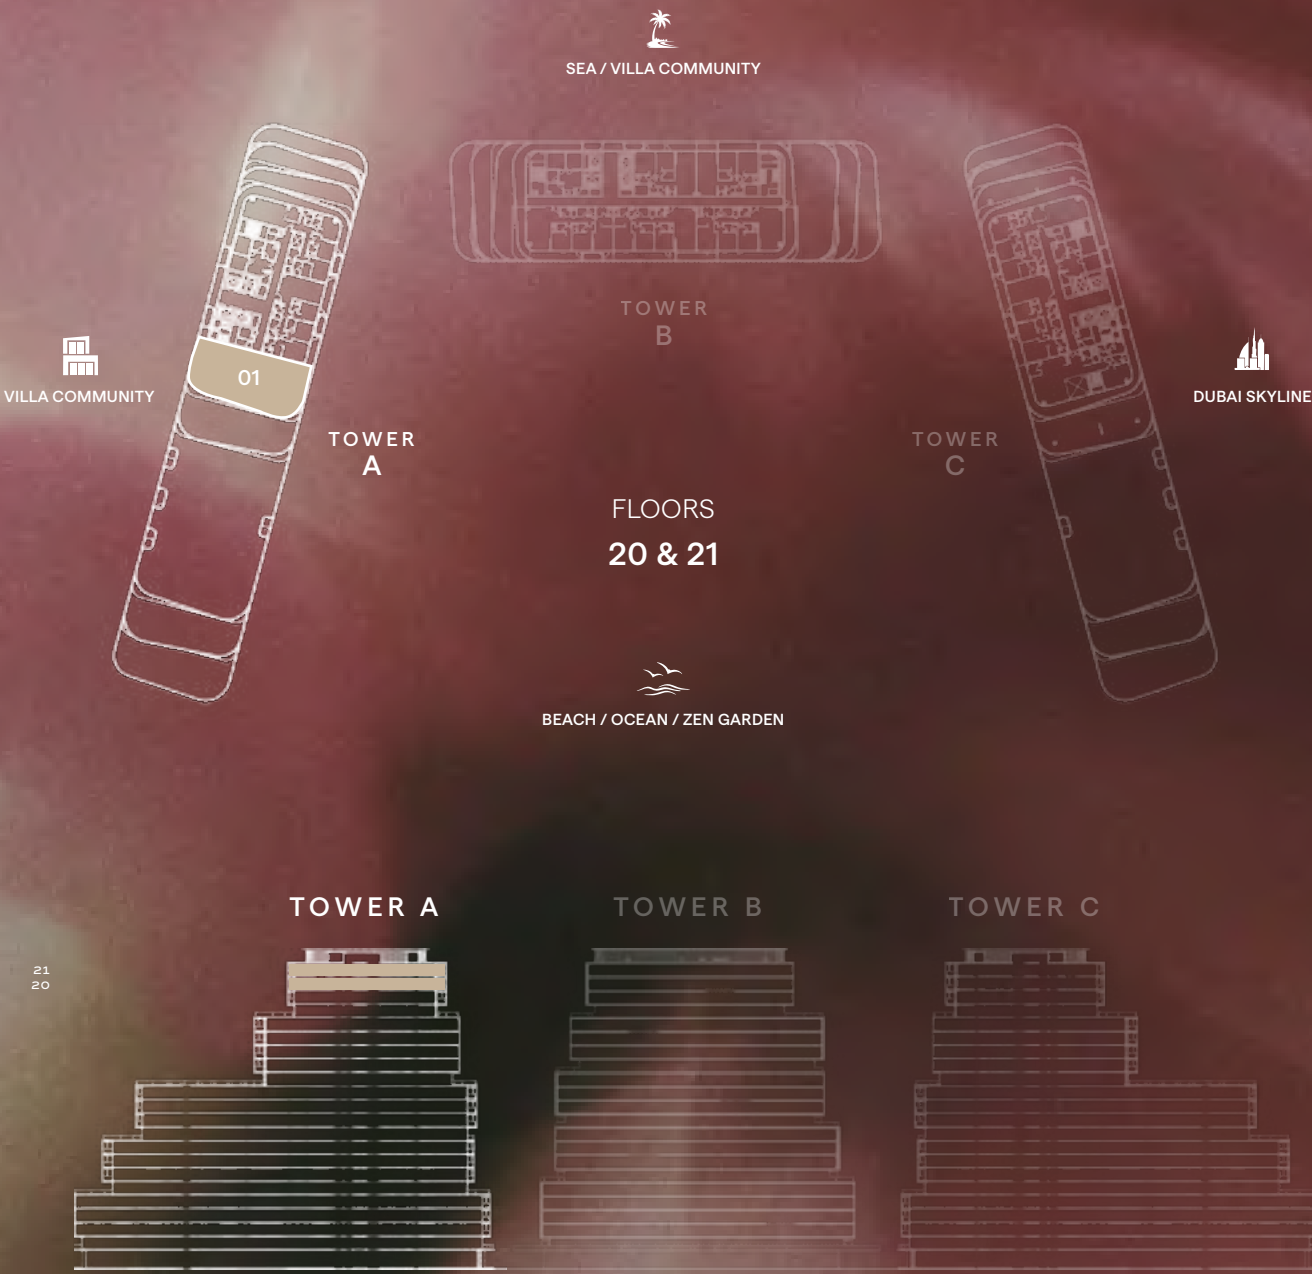 SEA / VILLA COMMUNITY
TOWER
B
01
VILLA COMMUNITY
DUBAI SKYLINE
TOWER
A
TOWER
C
FLOORS
20 & 21
BEACH / OCEAN / ZEN GARDEN
TOWER A
TOWER B
TOWER C
21
20